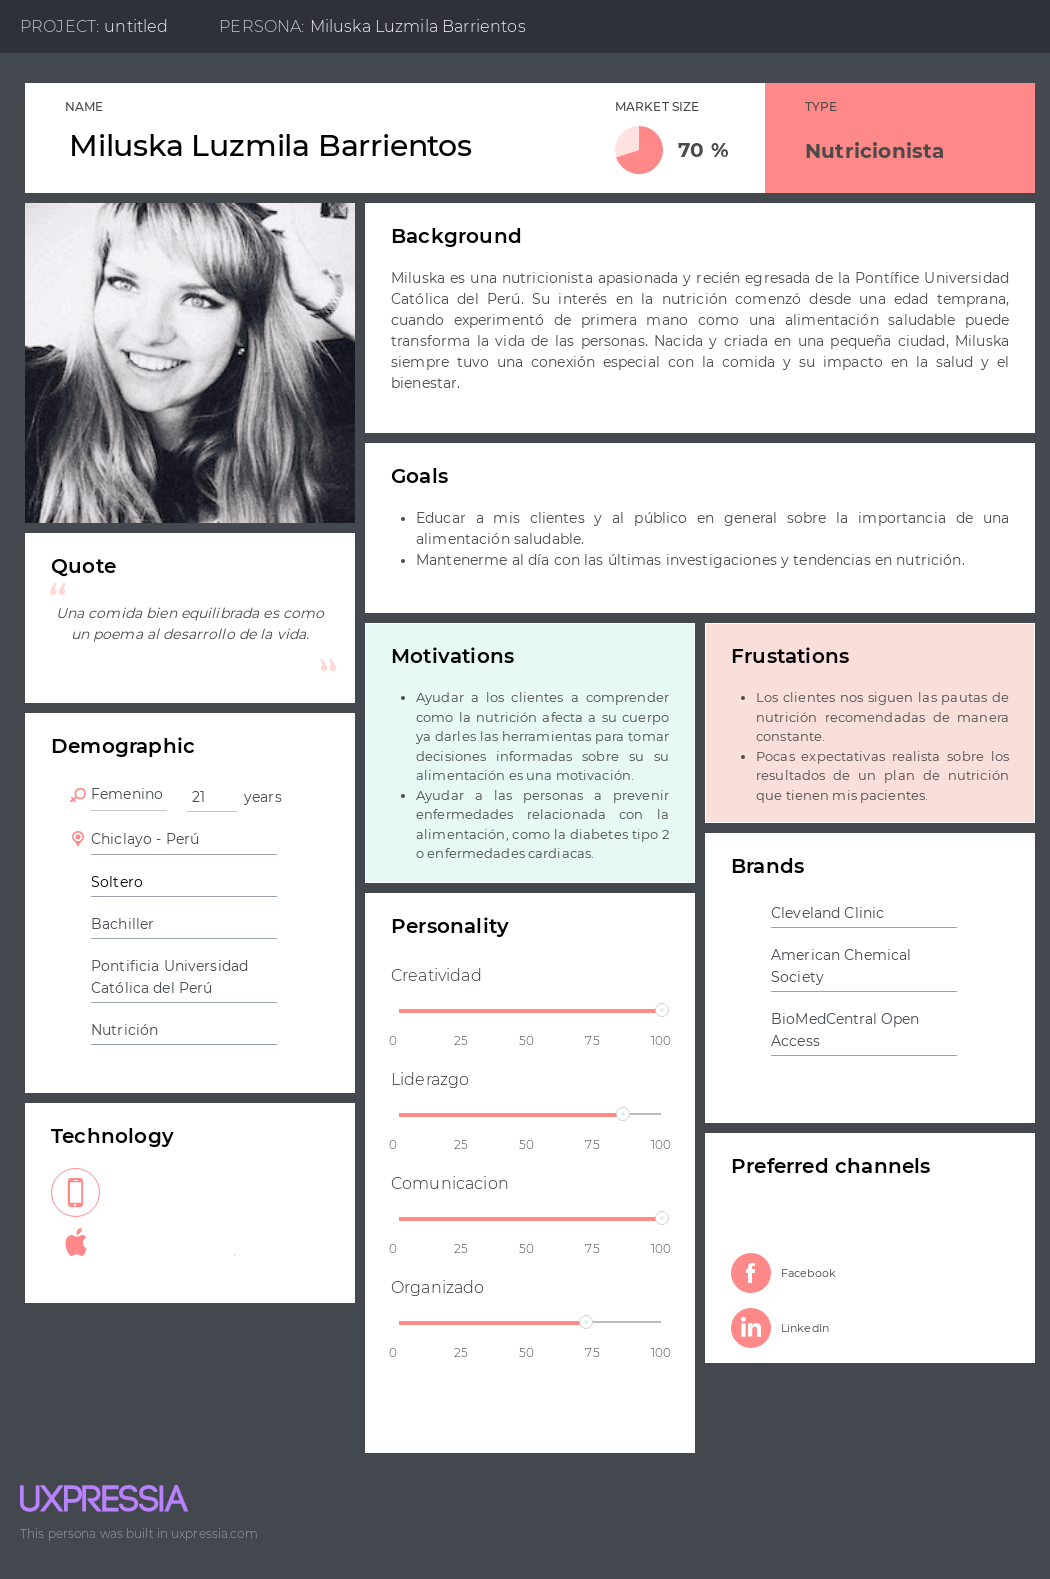 PROJECT: untitled
PERSONA: Miluska Luzmila Barrientos
NAME
Miluska Luzmila Barrientos
MARKET SIZE
70 %
TYPE
Nutricionista
Background
Miluska es una nutricionista apasionada y recién egresada de la Pontífice Universidad
Católica del Perú. Su interés en la nutrición comenzó desde una edad temprana,
cuando experimentó de primera mano como una alimentación saludable puede
transforma la vida de las personas. Nacida y criada en una pequeña ciudad, Miluska
siempre tuvo una conexión especial con la comida y su impacto en la salud y el
bienestar.
Goals
• Educar a mis clientes y al público en general sobre la importancia de una
alimentación saludable.
• Mantenerme al día con las últimas investigaciones y tendencias en nutrición.
Quote
“
Una comida bien equilibrada es como
un poema al desarrollo de la vida.
”
Motivations
• Ayudar a los clientes a comprender
como la nutrición afecta a su cuerpo
ya darles las herramientas para tomar
decisiones informadas sobre su su
alimentación es una motivación.
• Ayudar a las personas a prevenir
enfermedades relacionada con la
alimentación, como la diabetes tipo 2
o enfermedades cardiacas.
Frustations
• Los clientes nos siguen las pautas de
nutrición recomendadas de manera
constante.
• Pocas expectativas realista sobre los
resultados de un plan de nutrición
que tienen mis pacientes.
Demographic
Femenino 21 years
Chiclayo - Perú
Soltero
Bachiller
Pontificia Universidad
Católica del Perú
Nutrición
Brands
Cleveland Clinic
American Chemical
Society
BioMedCentral Open
Access
Personality
Creatividad
0 25 50 75 100
Liderazgo
0 25 50 75 100
Comunicacion
0 25 50 75 100
Organizado
0 25 50 75 100
Technology
Preferred channels
Facebook
LinkedIn
UXPRESSIA
This persona was built in uxpressia.com